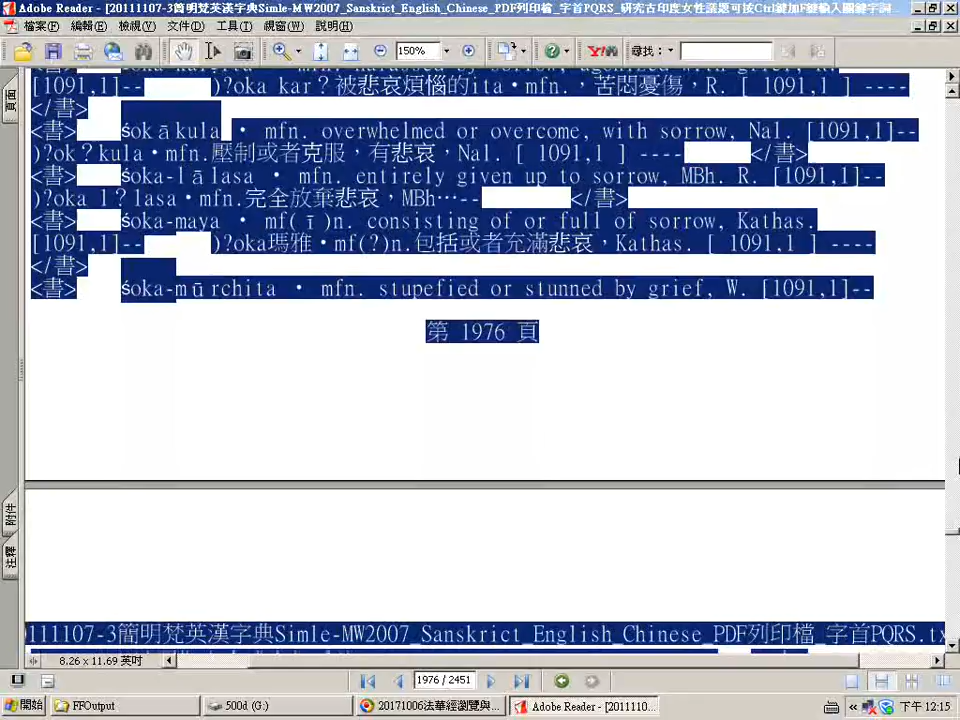 Adobe Reader - [20111107-3簡明梵英漢字典Simle-MW2007_Sanskrict_English_Chinese_PDF列印檔_字首PQRS_研究古印度女性議題可按Ctrl鍵加F鍵輸入關鍵字詞...
檔案(F) 編輯(E) 檢視(V) 文件(D) 工具(T) 視窗(W) 說明(H)
150% Y! 尋找:
頁面
[1091,1]-- )?oka kar？被悲哀煩惱的ita‧mfn.，苦悶憂傷，R. [ 1091,1 ] ----
</書>
<書> śokākula ‧ mfn. overwhelmed or overcome, with sorrow, Nal. [1091,1]--
)?ok？kula‧mfn.壓制或者克服，有悲哀，Nal. [ 1091,1 ] ---- </書>
<書> śoka-lālasa ‧ mfn. entirely given up to sorrow, MBh. R. [1091,1]--
)?oka l？lasa‧mfn.完全放棄悲哀，MBh…-- </書>
<書> śoka-maya ‧ mf(ī)n. consisting of or full of sorrow, Kathas.
[1091,1]-- )?oka瑪雅‧mf(?)n.包括或者充滿悲哀，Kathas. [ 1091,1 ] ----
</書>
<書> śoka-mūrchita ‧ mfn. stupefied or stunned by grief, W. [1091,1]--
第 1976 頁
附件
注釋
111107-3簡明梵英漢字典Simle-MW2007_Sanskrict_English_Chinese_PDF列印檔_字首PQRS.tx
8.26 x 11.69 英吋
1976 / 2451
開始 FFOutput 500d (G:) 20171006法華經瀏覽與... Adobe Reader - [201110... 下午 12:15